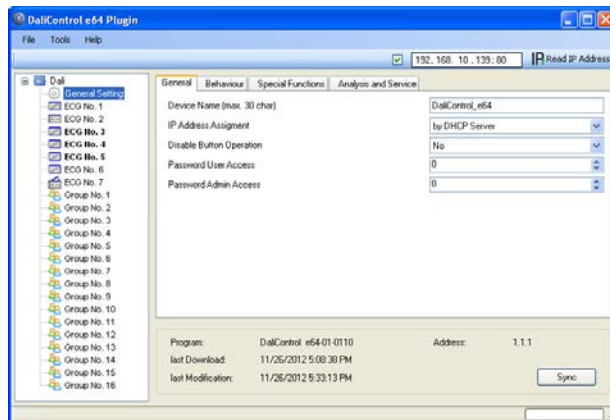 DaliControl e64 Plugin
File Tools Help
192. 168. 10 . 139: 80 IP Read IP Address
Dali
General Setting
ECG No. 1
ECG No. 2
ECG No. 3
ECG No. 4
ECG No. 5
ECG No. 6
ECG No. 7
Group No. 1
Group No. 2
Group No. 3
Group No. 4
Group No. 5
Group No. 6
Group No. 7
Group No. 8
Group No. 9
Group No. 10
Group No. 11
Group No. 12
Group No. 13
Group No. 14
Group No. 15
Group No. 16
General Behaviour Special Functions Analysis and Service
Device Name (max. 30 char) DaliControl_e64
IP Address Assigment by DHCP Server
Disable Button Operation No
Password User Access 0
Password Admin Access 0
Program: DaliControl e64-01-0110 Address: 1.1.1
last Download: 11/26/2012 5:08:38 PM
last Modification: 11/26/2012 5:33:13 PM
Sync